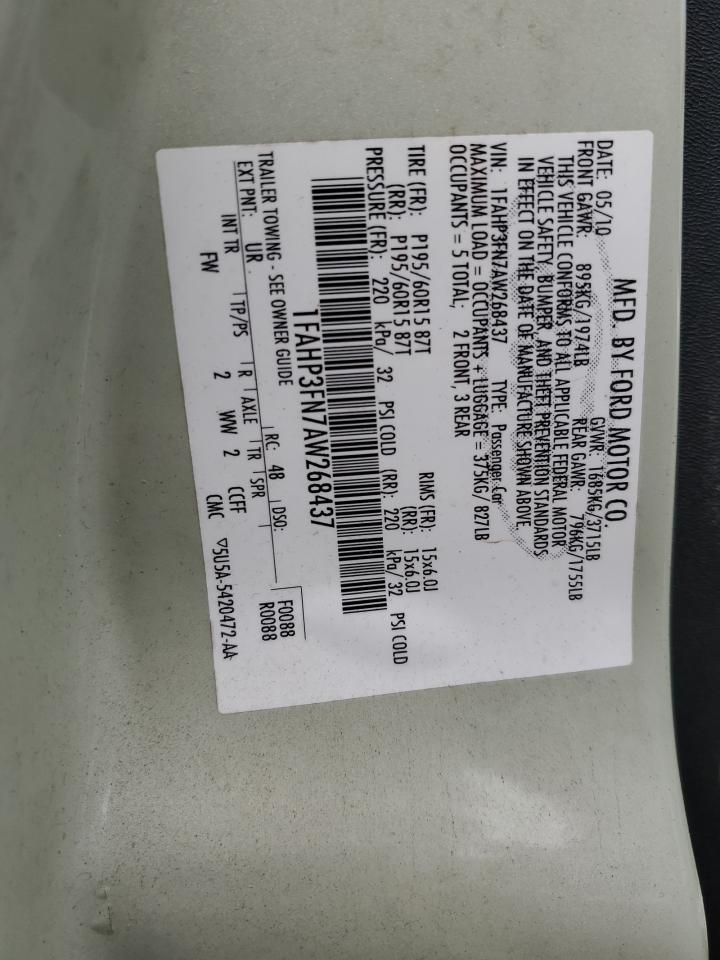 MFD. BY FORD MOTOR CO.
DATE: 05/10 GVWR: 1685KG/3715LB
FRONT GAWR: 895KG/1974LB REAR GAWR: 796KG/1755LB
THIS VEHICLE CONFORMS TO ALL APPLICABLE FEDERAL MOTOR
VEHICLE SAFETY, BUMPER, AND THEFT PREVENTION STANDARDS
IN EFFECT ON THE DATE OF MANUFACTURE SHOWN ABOVE.
VIN: 1FAHP3FN7AW268437 TYPE: Passenger Car
MAXIMUM LOAD = OCCUPANTS + LUGGAGE = 375KG/ 827LB
OCCUPANTS = 5 TOTAL; 2 FRONT, 3 REAR
TIRE (FR): P195/60R15 87T RIMS (FR): 15x6.0J
(RR): P195/60R15 87T (RR): 15x6.0J
PRESSURE (FR): 220 kPa/ 32 PSI COLD (RR): 220 kPa/ 32 PSI COLD
1FAHP3FN7AW268437
TRAILER TOWING - SEE OWNER GUIDE
EXT PNT: UR RC: 48 DSO: F0088
R0088
INT TR TP/PS R AXLE TR SPR
FW 2 WW 2 CCFF
CMC ▽5U5A-5420472-AA